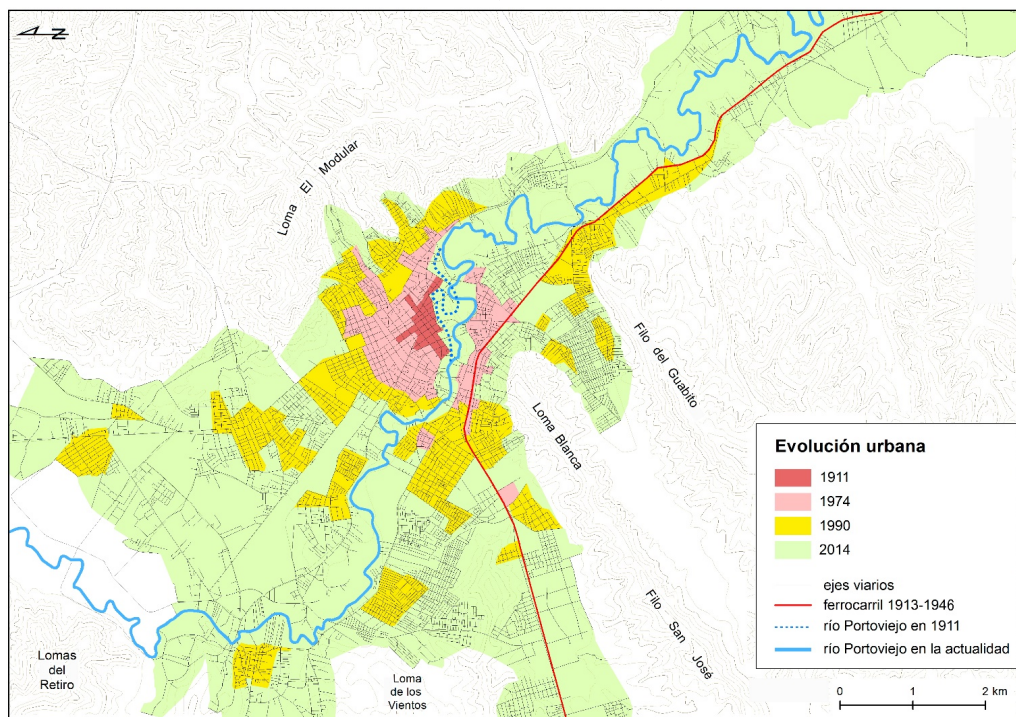 N
Loma El Modular
Filo del Guabito
Loma Blanca
Filo San José
Lomas
del
Retiro
Loma
de los
Vientos
Evolución urbana
1911
1974
1990
2014
ejes viarios
ferrocarril 1913-1946
río Portoviejo en 1911
río Portoviejo en la actualidad
0 1 2 km